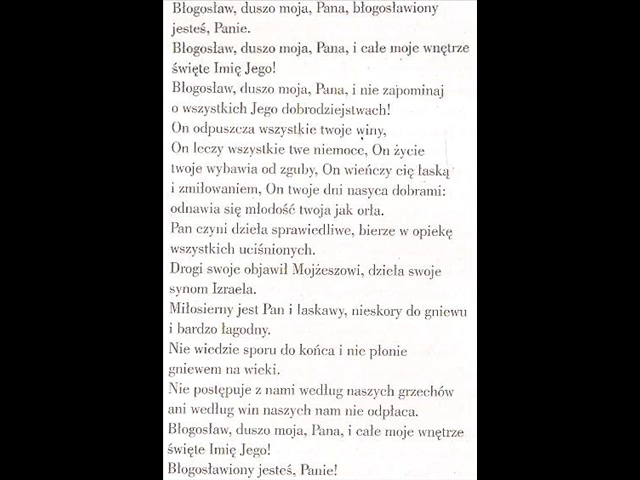 Błogosław, duszo moja, Pana, błogosławiony
jesteś, Panie.
Błogosław, duszo moja, Pana, i całe moje wnętrze
święte Imię Jego!
Błogosław, duszo moja, Pana, i nie zapominaj
o wszystkich Jego dobrodziejstwach!
On odpuszcza wszystkie twoje winy,
On leczy wszystkie twe niemoce, On życie
twoje wybawia od zguby, On wieńczy cię łaską
i zmiłowaniem, On twoje dni nasyca dobrami:
odnawia się młodość twoja jak orła.
Pan czyni dzieła sprawiedliwe, bierze w opiekę
wszystkich uciśnionych.
Drogi swoje objawił Mojżeszowi, dzieła swoje
synom Izraela.
Miłosierny jest Pan i łaskawy, nieskory do gniewu
i bardzo łagodny.
Nie wiedzie sporu do końca i nie płonie
gniewem na wieki.
Nie postępuje z nami według naszych grzechów
ani według win naszych nam nie odpłaca.
Błogosław, duszo moja, Pana, i całe moje wnętrze
święte Imię Jego!
Błogosławiony jesteś, Panie!